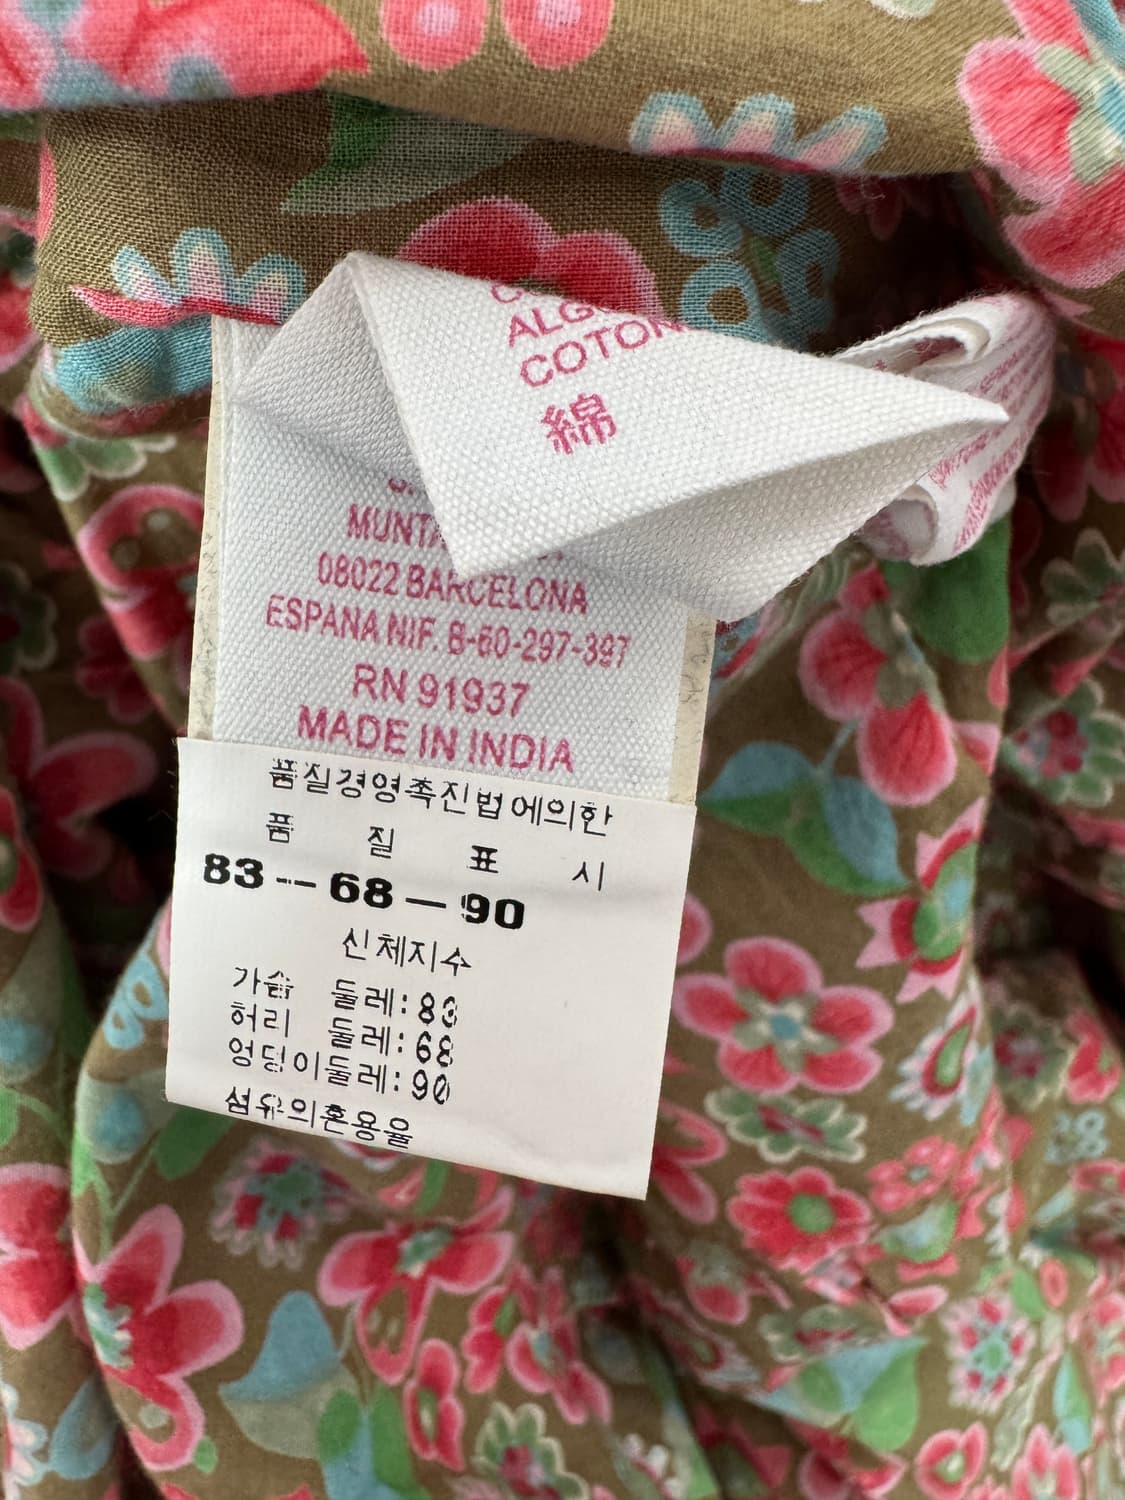 COTON
綿
08022 BARCELONA
ESPANA NIF. B-60-297-397
RN 91937
MADE IN INDIA
품질경영촉진법에의한
품 질 표 시
83--68-90
신체지수
가슴 둘레:83
허리 둘레:68
엉덩이둘레:90
섬유의혼용율